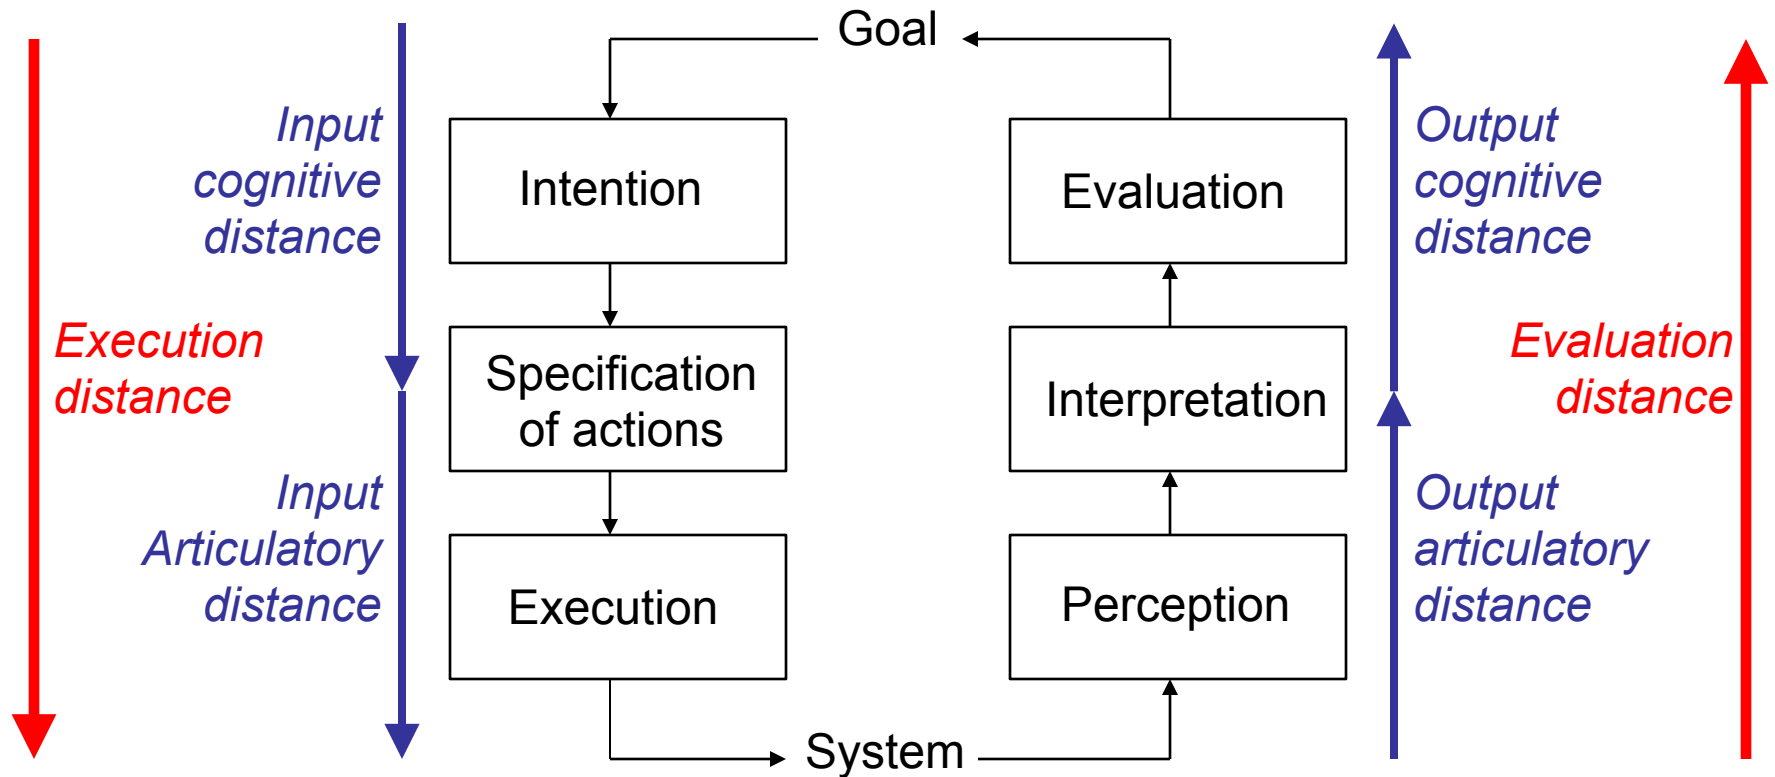 Goal
Input
cognitive
distance
Intention
Evaluation
Output
cognitive
distance
Execution
distance
Specification
of actions
Interpretation
Evaluation
distance
Input
Articulatory
distance
Execution
Perception
Output
articulatory
distance
System